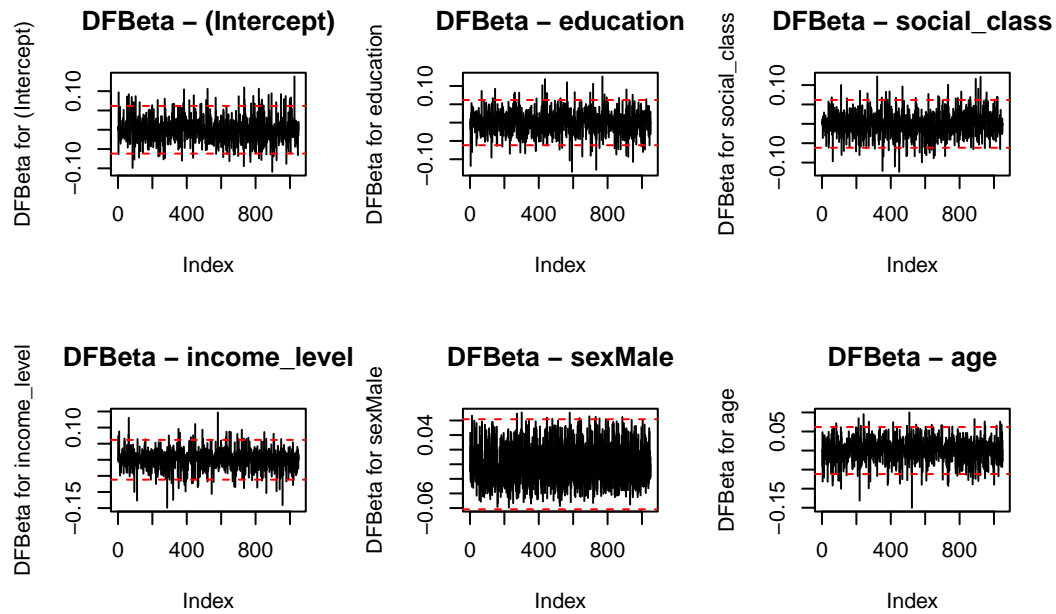 DFBeta − (Intercept)
DFBeta for (Intercept)
0.10
−0.10
0 400 800
Index
DFBeta − education
DFBeta for education
0.10
−0.10
0 400 800
Index
DFBeta − social_class
DFBeta for social_class
0.10
−0.10
0 400 800
Index
DFBeta − income_level
DFBeta for income_level
0.10
−0.15
0 400 800
Index
DFBeta − sexMale
DFBeta for sexMale
0.04
−0.06
0 400 800
Index
DFBeta − age
DFBeta for age
0.05
−0.15
0 400 800
Index